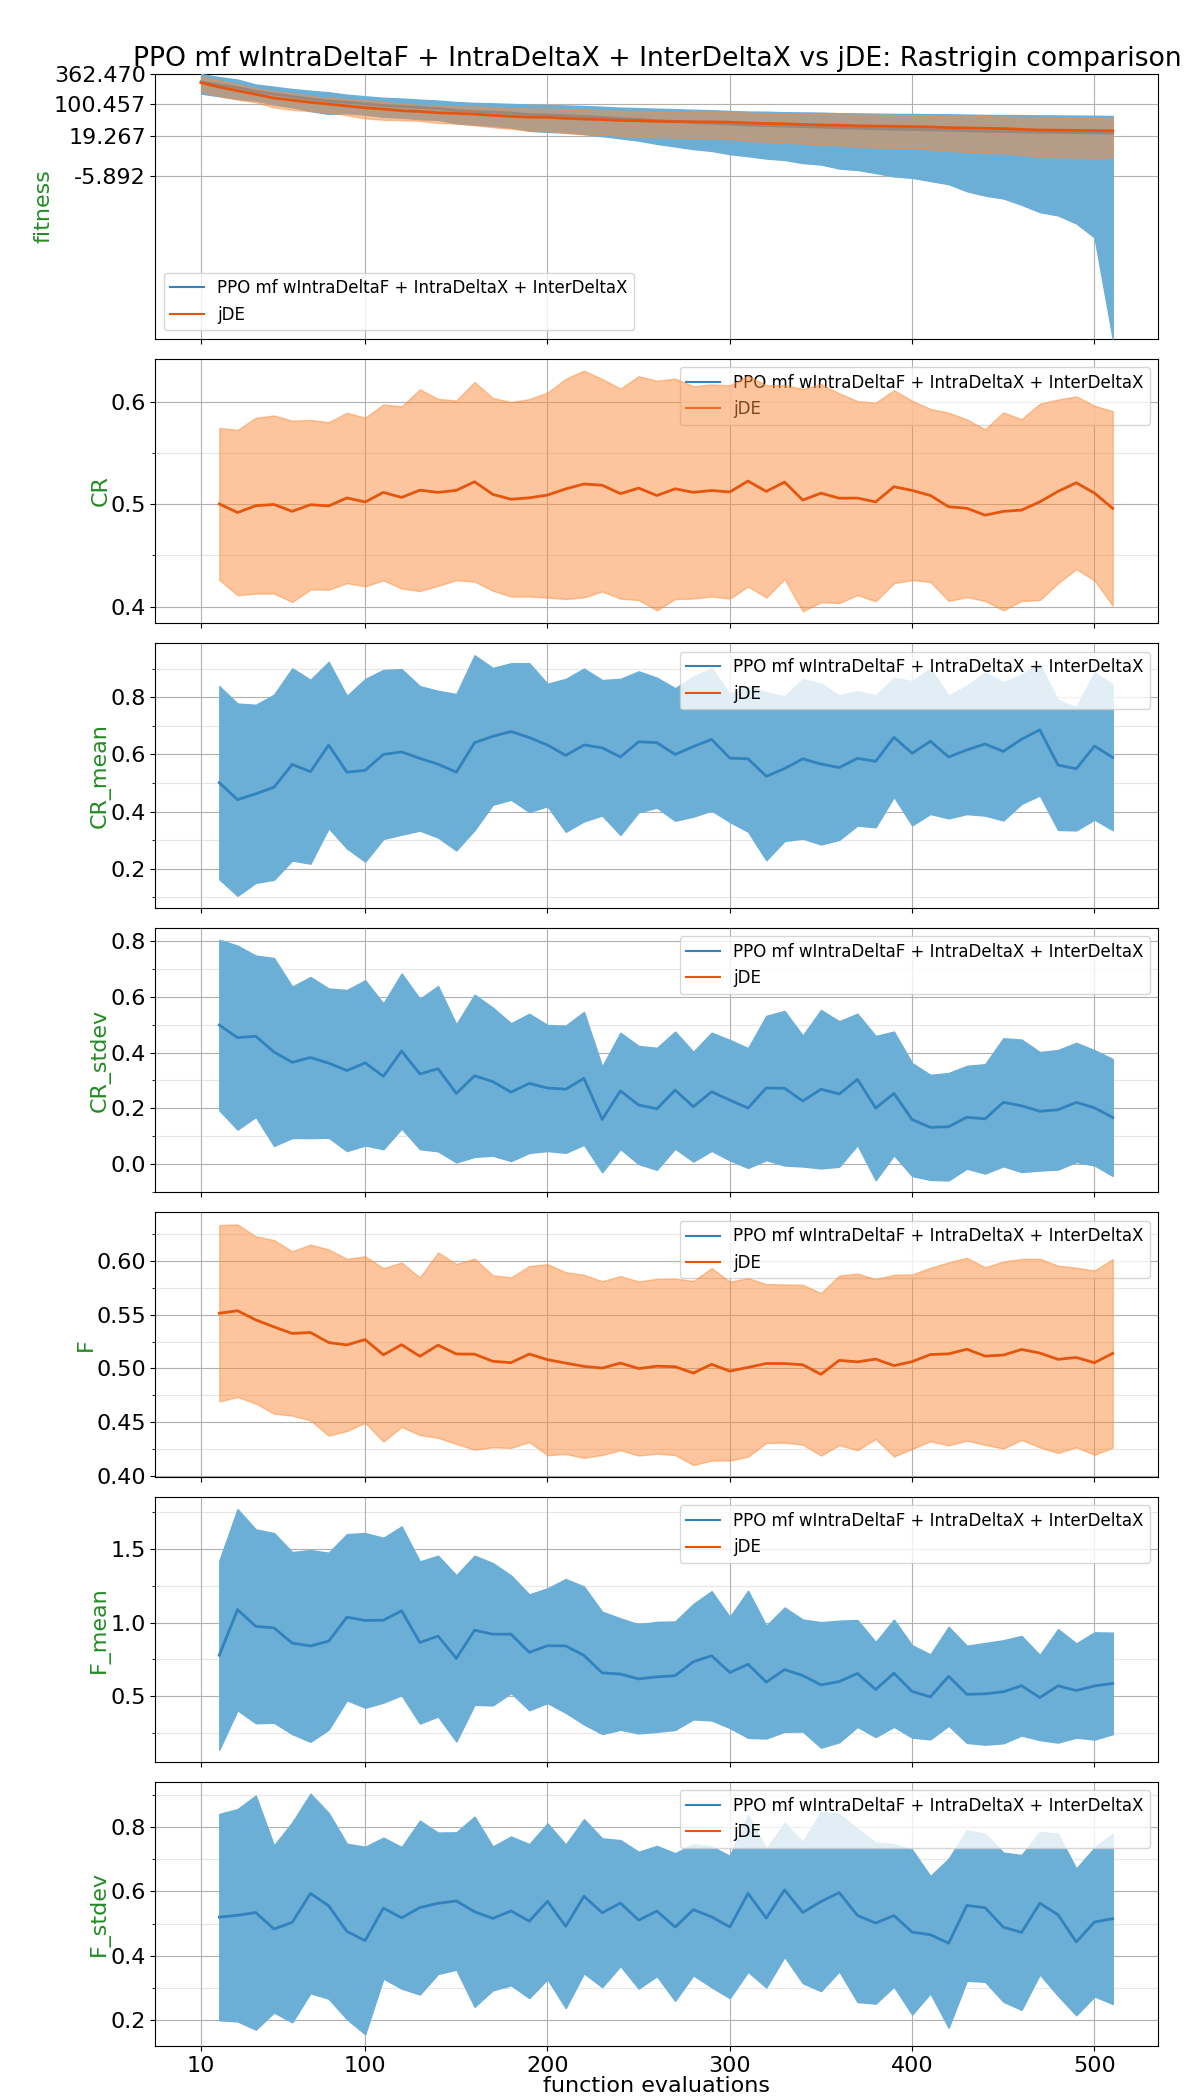 PPO mf wIntraDeltaF + IntraDeltaX + InterDeltaX vs jDE: Rastrigin comparison
362.470
100.457
19.267
-5.892
fitness
PPO mf wIntraDeltaF + IntraDeltaX + InterDeltaX
jDE
0.6
0.5
0.4
CR
PPO mf wIntraDeltaF + IntraDeltaX + InterDeltaX
jDE
0.8
0.6
0.4
0.2
CR_mean
PPO mf wIntraDeltaF + IntraDeltaX + InterDeltaX
jDE
0.8
0.6
0.4
0.2
0.0
CR_stdev
PPO mf wIntraDeltaF + IntraDeltaX + InterDeltaX
jDE
0.60
0.55
0.50
0.45
0.40
F
PPO mf wIntraDeltaF + IntraDeltaX + InterDeltaX
jDE
1.5
1.0
0.5
F_mean
PPO mf wIntraDeltaF + IntraDeltaX + InterDeltaX
jDE
0.8
0.6
0.4
0.2
F_stdev
PPO mf wIntraDeltaF + IntraDeltaX + InterDeltaX
jDE
10 100 200 300 400 500
function evaluations